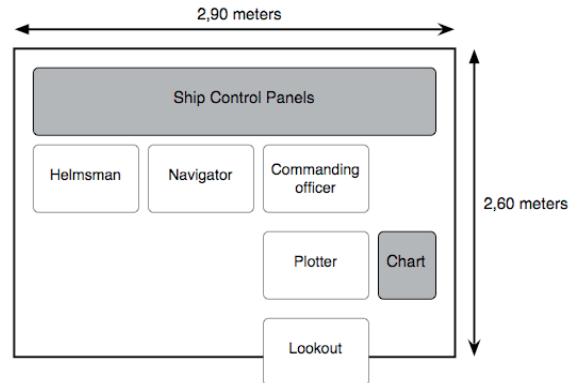 2,90 meters
Ship Control Panels
Helmsman
Navigator
Commanding
officer
2,60 meters
Plotter
Chart
Lookout